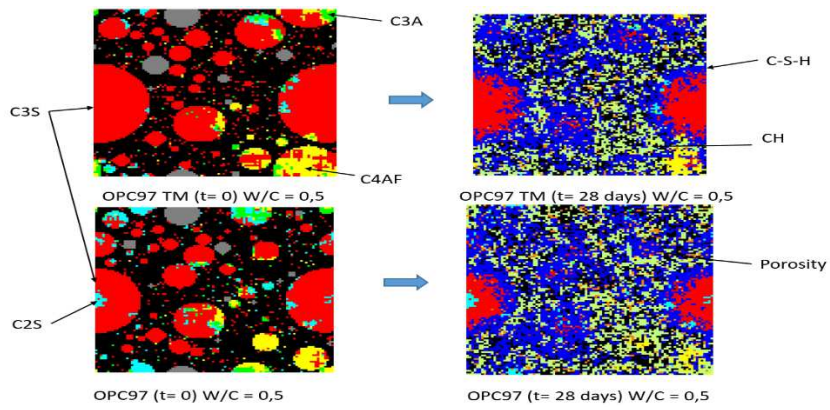 C3A
C-S-H
C3S
CH
C4AF
OPC97 TM (t= 0) W/C = 0,5
OPC97 TM (t= 28 days) W/C = 0,5
Porosity
C2S
OPC97 (t= 0) W/C = 0,5
OPC97 (t= 28 days) W/C = 0,5